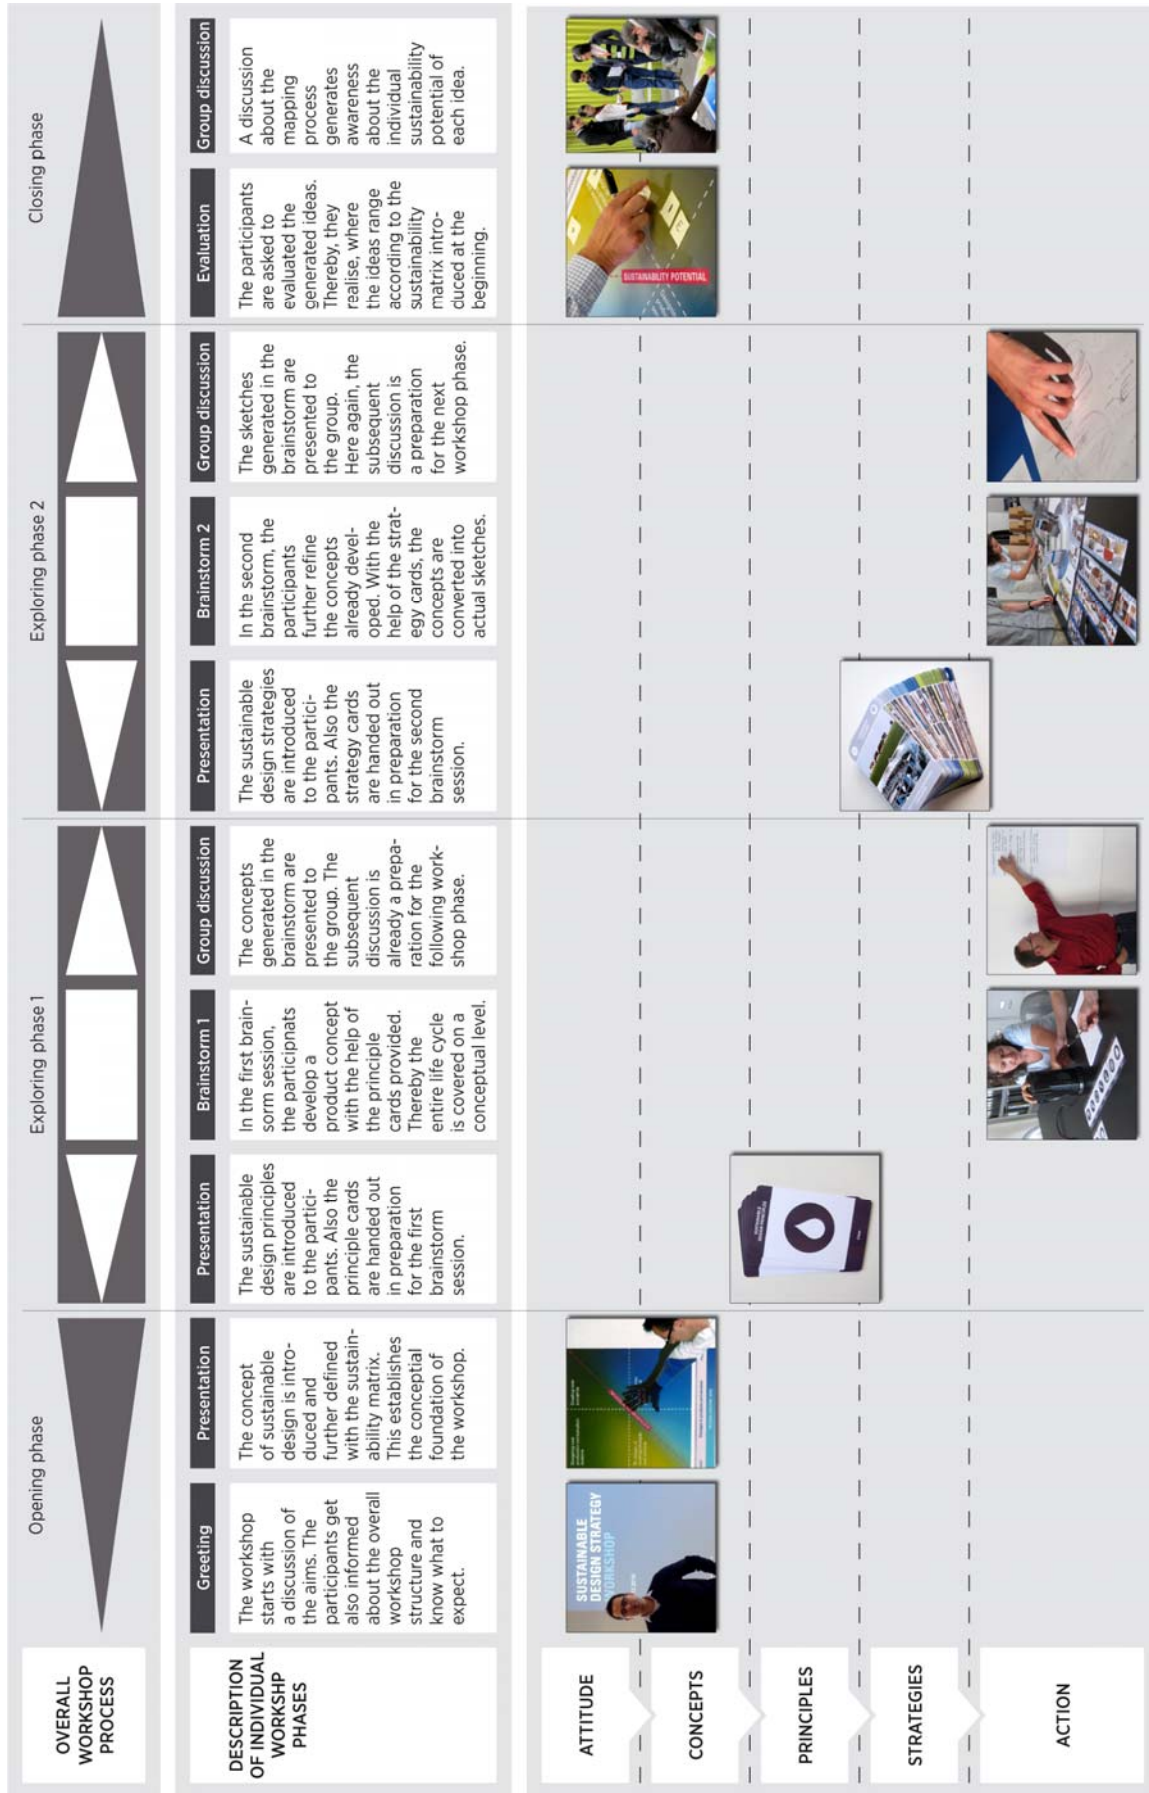 OVERALL
WORKSHOP
PROCESS
Opening phase
Exploring phase 1
Exploring phase 2
Closing phase
DESCRIPTION
OF INDIVIDUAL
WORKSHP
PHASES
Greeting
The workshop
starts with
a discussion of
the aims. The
participants get
also informed
about the overall
workshop
structure and
know what to
expect.
Presentation
The concept
of sustainable
design is intro-
duced and
further defined
with the sustain-
ability matrix.
This establishes
the conceptial
foundation of
the workshop.
Presentation
The sustainable
design principles
are introduced
to the partici-
pants. Also the
principle cards
are handed out
in preparation
for the first
brainstorm
session.
Brainstorm 1
In the first brain-
sorm session,
the participnats
develop a
product concept
with the help of
the principle
cards provided.
Thereby the
entire life cycle
is covered on a
conceptual level.
Group discussion
The concepts
generated in the
brainstorm are
presented to
the group. The
subsequent
discussion is
already a prepa-
ration for the
following work-
shop phase.
Presentation
The sustainable
design strategies
are introduced
to the partici-
pants. Also the
strategy cards
are handed out
in preparation
for the second
brainstorm
session.
Brainstorm 2
In the second
brainstorm, the
participants
further refine
the concepts
already devel-
oped. With the
help of the strat-
egy cards, the
concepts are
converted into
actual sketches.
Group discussion
The sketches
generated in the
brainstorm are
presented to
the group.
Here again, the
subsequent
discussion is
a preparation
for the next
workshop phase.
Evaluation
The participants
are asked to
evaluated the
generated ideas.
Thereby, they
realise, where
the ideas range
according to the
sustainability
matrix intro-
duced at the
beginning.
Group discussion
A discussion
about the
mapping
process
generates
awareness
about the
individual
sustainability
potential of
each idea.
ATTITUDE
CONCEPTS
PRINCIPLES
STRATEGIES
ACTION
SUSTAINABLE
DESIGN STRATEGY
WORKSHOP
SUSTAINABLE
DESIGN PRINCIPLES
SUSTAINABILITY POTENTIAL